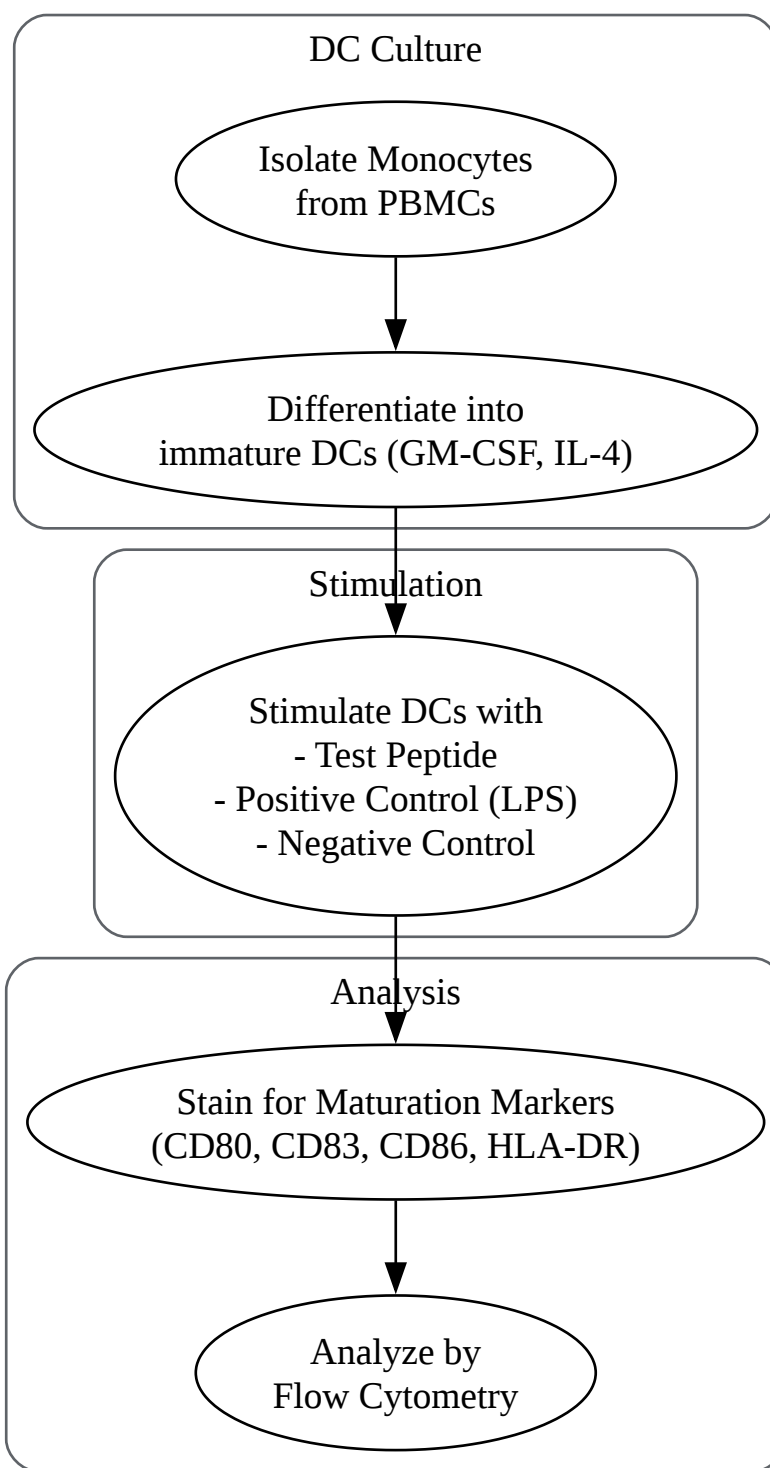 DC Culture
Isolate Monocytes
from PBMCs
Differentiate into
immature DCs (GM-CSF, IL-4)
Stimulation
Stimulate DCs with
- Test Peptide
- Positive Control (LPS)
- Negative Control
Analysis
Stain for Maturation Markers
(CD80, CD83, CD86, HLA-DR)
Analyze by
Flow Cytometry